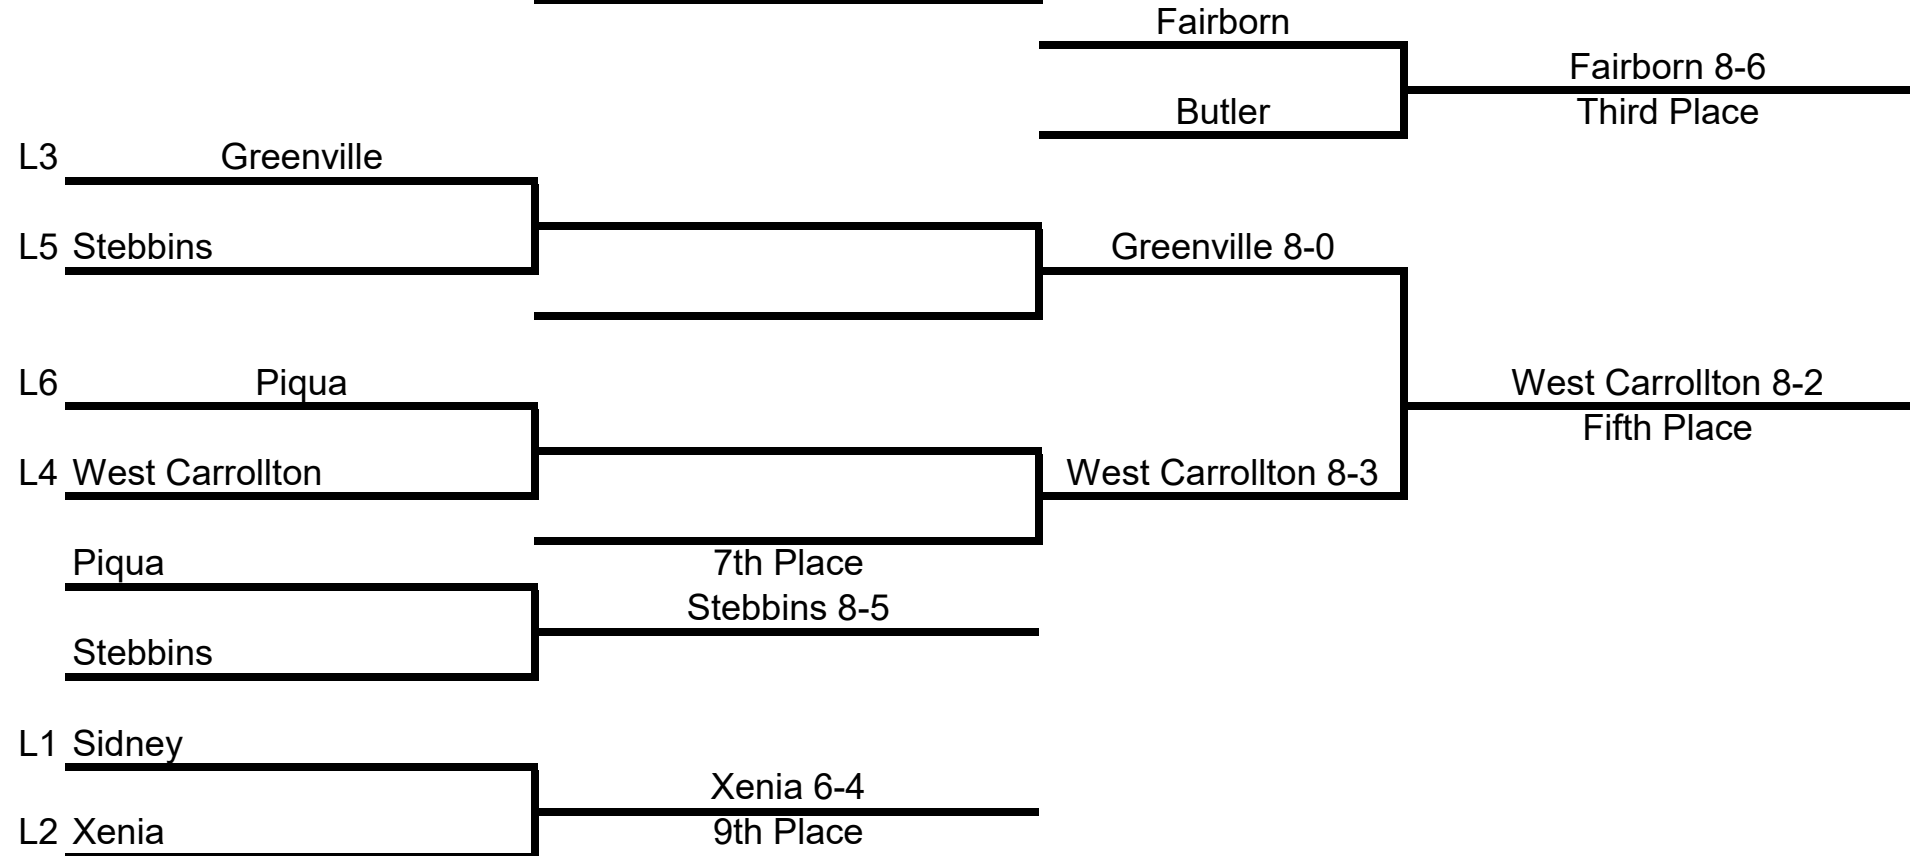 Fairborn
Fairborn 8-6
Butler
Third Place
L3 Greenville
L5 Stebbins
Greenville 8-0
L6 Piqua
West Carrollton 8-2
Fifth Place
L4 West Carrollton
West Carrollton 8-3
Piqua
7th Place
Stebbins 8-5
Stebbins
L1 Sidney
Xenia 6-4
L2 Xenia
9th Place